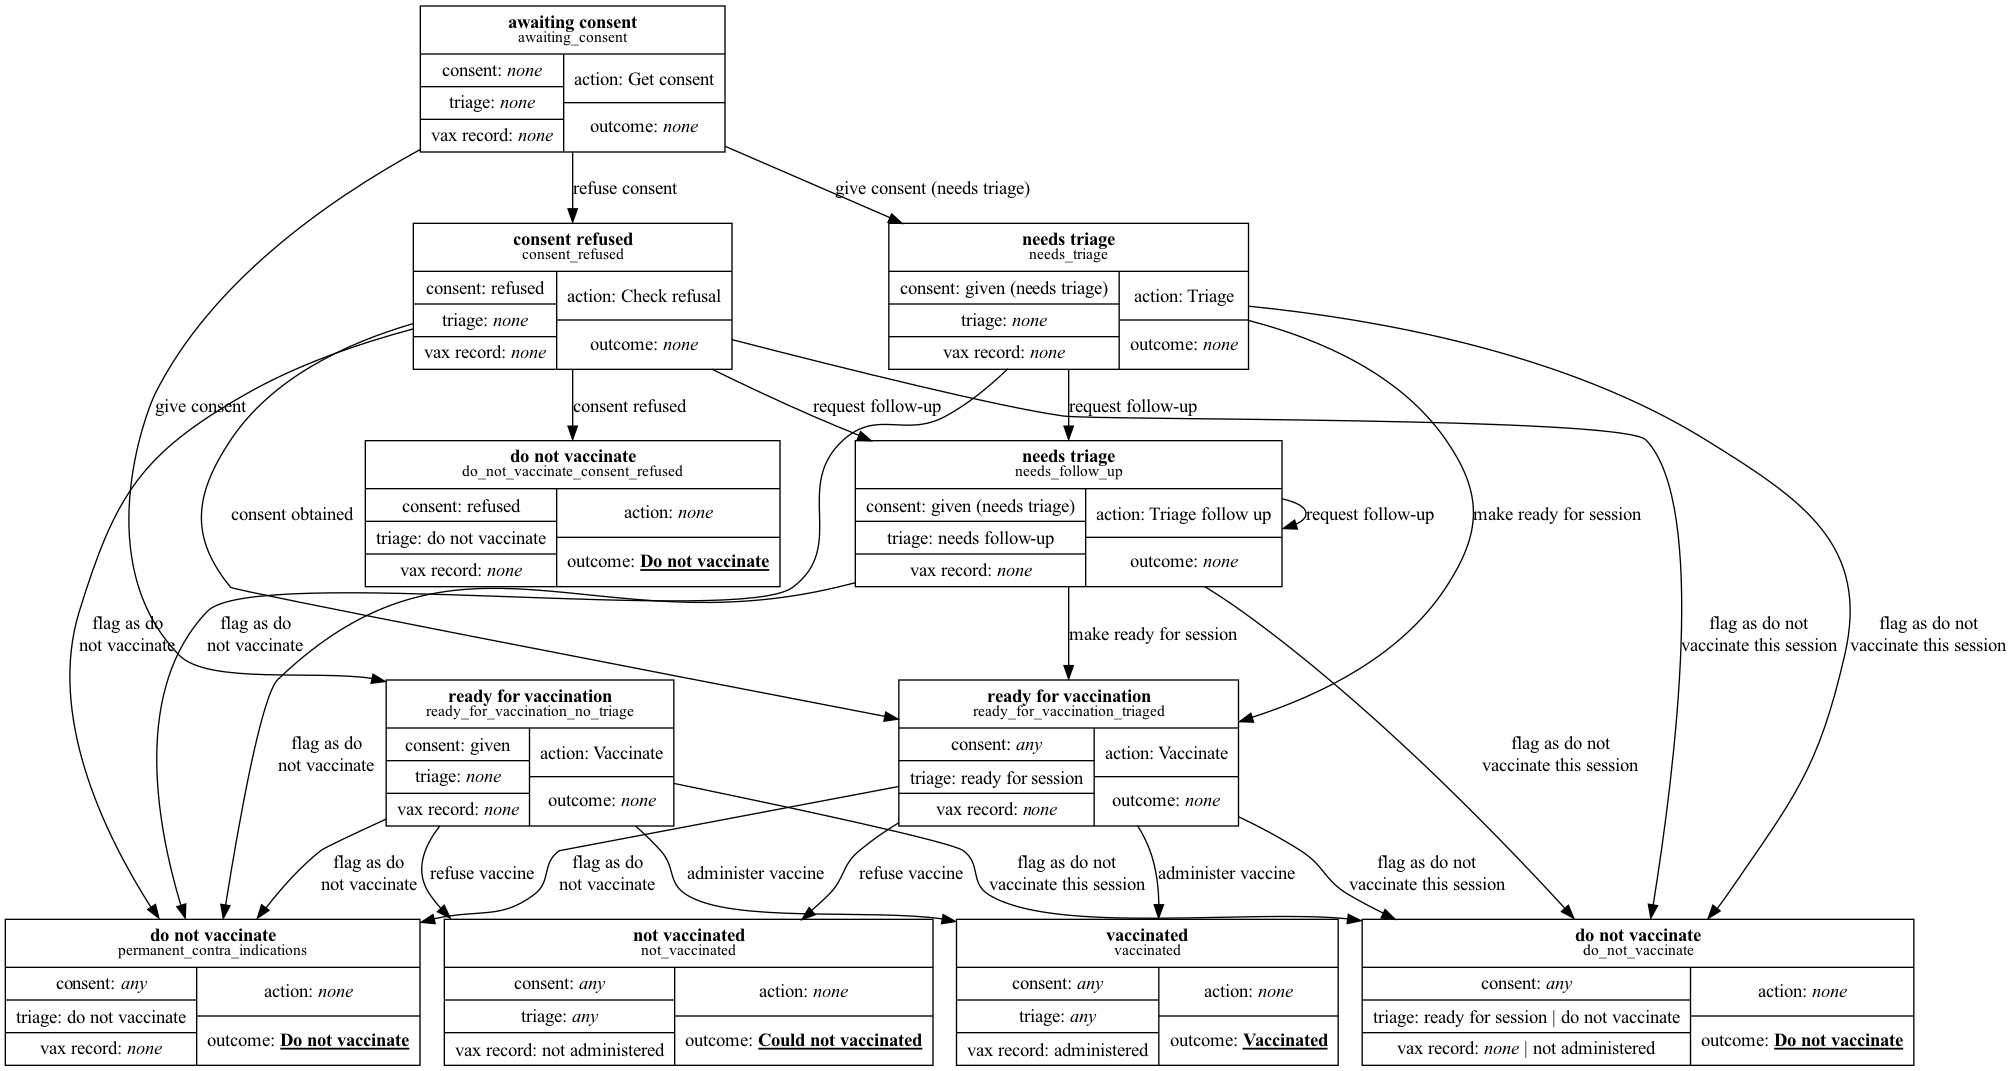 awaiting consent
awaiting_consent
consent: none
triage: none
vax record: none
action: Get consent
outcome: none
refuse consent
give consent (needs triage)
consent refused
consent_refused
consent: refused
triage: none
vax record: none
action: Check refusal
outcome: none
needs triage
needs_triage
consent: given (needs triage)
triage: none
vax record: none
action: Triage
outcome: none
give consent
consent refused
request follow-up
request follow-up
do not vaccinate
do_not_vaccinate_consent_refused
consent: refused
triage: do not vaccinate
vax record: none
action: none
outcome: Do not vaccinate
needs triage
needs_follow_up
consent: given (needs triage)
triage: needs follow-up
vax record: none
action: Triage follow up
outcome: none
consent obtained
request follow-up
make ready for session
flag as do
not vaccinate
flag as do
not vaccinate
make ready for session
flag as do not
vaccinate this session
flag as do not
vaccinate this session
ready for vaccination
ready_for_vaccination_no_triage
consent: given
triage: none
vax record: none
action: Vaccinate
outcome: none
ready for vaccination
ready_for_vaccination_triaged
consent: any
triage: ready for session
vax record: none
action: Vaccinate
outcome: none
flag as do
not vaccinate
flag as do not
vaccinate this session
flag as do
not vaccinate
refuse vaccine
flag as do
not vaccinate
administer vaccine
refuse vaccine
flag as do not
vaccinate this session
administer vaccine
flag as do not
vaccinate this session
do not vaccinate
permanent_contra_indications
consent: any
triage: do not vaccinate
vax record: none
action: none
outcome: Do not vaccinate
not vaccinated
not_vaccinated
consent: any
triage: any
vax record: not administered
action: none
outcome: Could not vaccinated
vaccinated
vaccinated
consent: any
triage: any
vax record: administered
action: none
outcome: Vaccinated
do not vaccinate
do_not_vaccinate
consent: any
triage: ready for session | do not vaccinate
vax record: none | not administered
action: none
outcome: Do not vaccinate